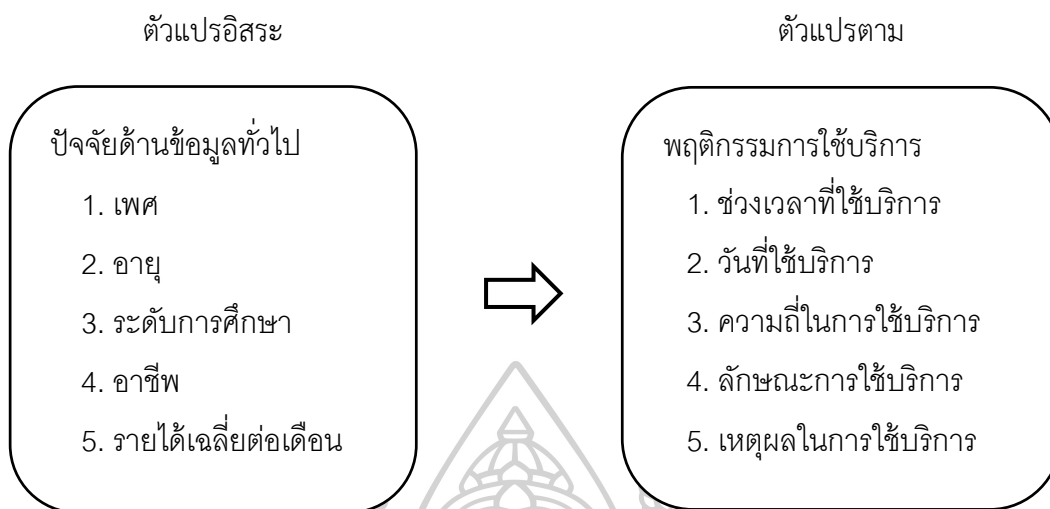 ตัวแปรอิสระ
ตัวแปรตาม
ปัจจัยด้านข้อมูลทั่วไป
1. เพศ
2. อายุ
3. ระดับการศึกษา
4. อาชีพ
5. รายได้เฉลี่ยต่อเดือน
พฤติกรรมการใช้บริการ
1. ช่วงเวลาที่ใช้บริการ
2. วันที่ใช้บริการ
3. ความถี่ในการใช้บริการ
4. ลักษณะการใช้บริการ
5. เหตุผลในการใช้บริการ